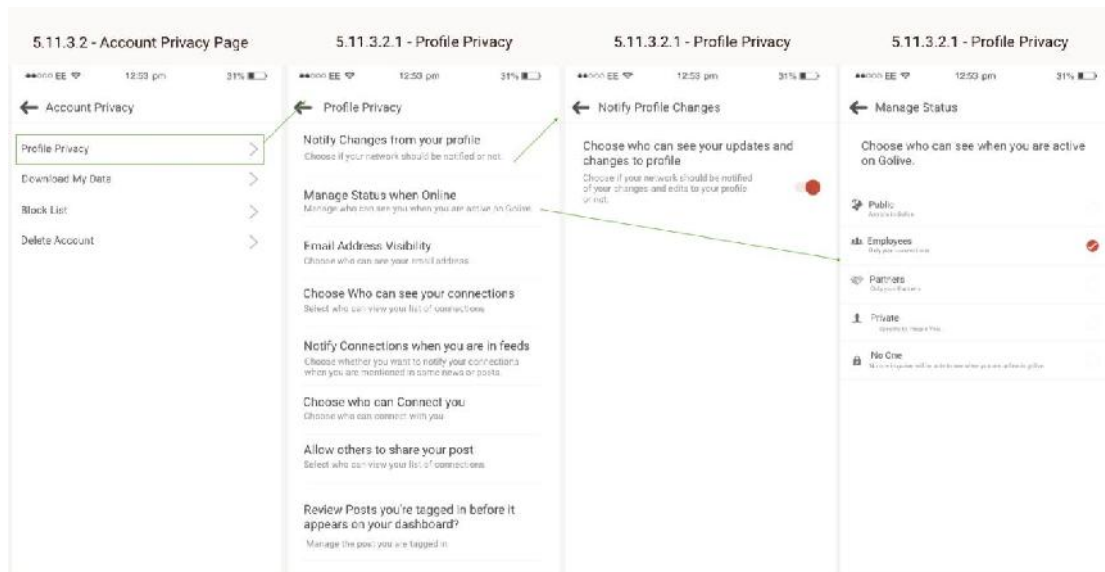 5.11.3.2 - Account Privacy Page
EE 12:53 pm 31%
Account Privacy
Profile Privacy
Download My Data
Block List
Delete Account
5.11.3.2.1 - Profile Privacy
EE 12:53 pm 31%
Profile Privacy
Notify Changes from your profile
Choose if your network should be notified or not.
Manage Status when Online
Manage who can see you when you are active on Golive.
Email Address Visibility
Choose who can see your email address
Choose Who can see your connections
Select who can view your list of connections
Notify Connections when you are in feeds
Choose whether you want to notify your connections
when you are mentioned in some news or posts.
Choose who can Connect you
Choose who can connect with you
Allow others to share your post
Select who can view your list of connections
Review Posts you're tagged in before it
appears on your dashboard?
Manage the post you are tagged in
5.11.3.2.1 - Profile Privacy
EE 12:53 pm 31%
Notify Profile Changes
Choose who can see your updates and
changes to profile
Choose if your network should be notified
of your changes and edits to your profile
or not.
5.11.3.2.1 - Profile Privacy
EE 12:53 pm 31%
Manage Status
Choose who can see when you are active
on Golive.
Public
Employees
Only your connections
Partners
Only your Partners
Private
No One